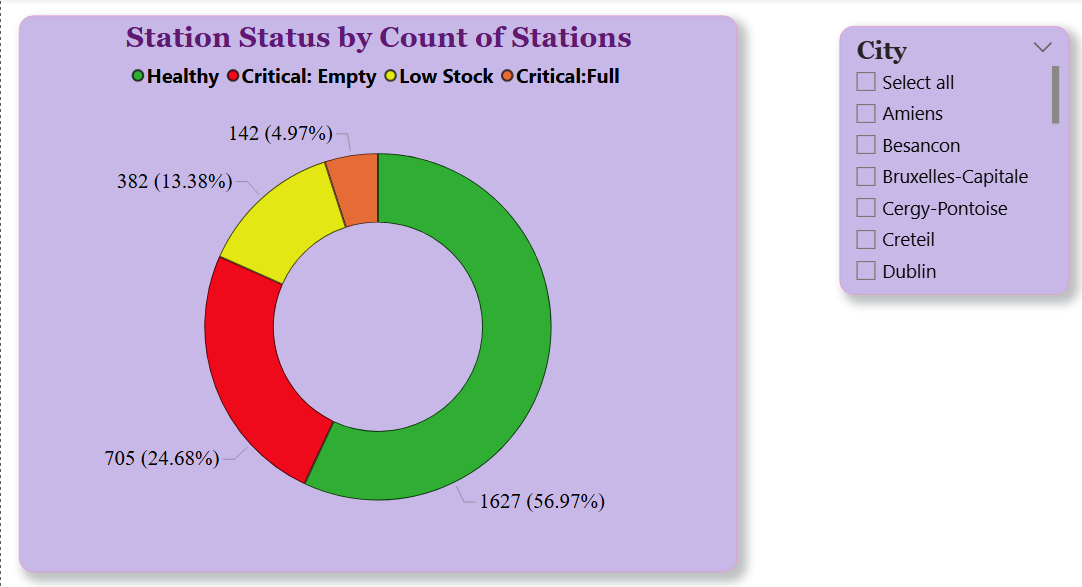 Station Status by Count of Stations
Healthy Critical: Empty Low Stock Critical:Full
142 (4.97%)
382 (13.38%)
705 (24.68%)
1627 (56.97%)
City
Select all
Amiens
Besancon
Bruxelles-Capitale
Cergy-Pontoise
Creteil
Dublin